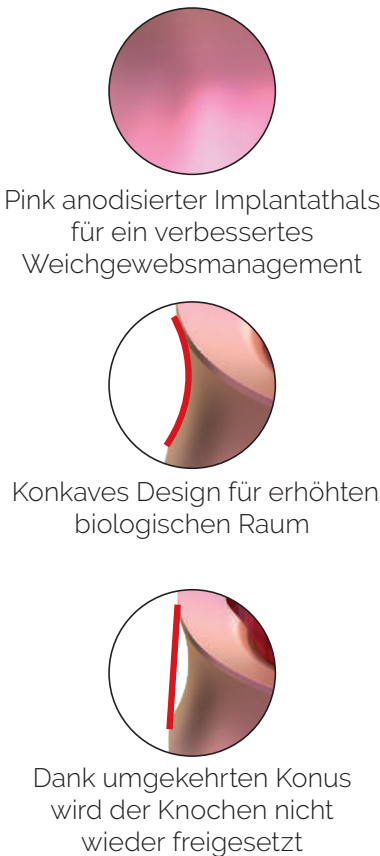 Pink anodisierter Implantathals
für ein verbessertes
Weichgewebsmanagement
Konkaves Design für erhöhten
biologischen Raum
Dank umgekehrten Konus
wird der Knochen nicht
wieder freigesetzt